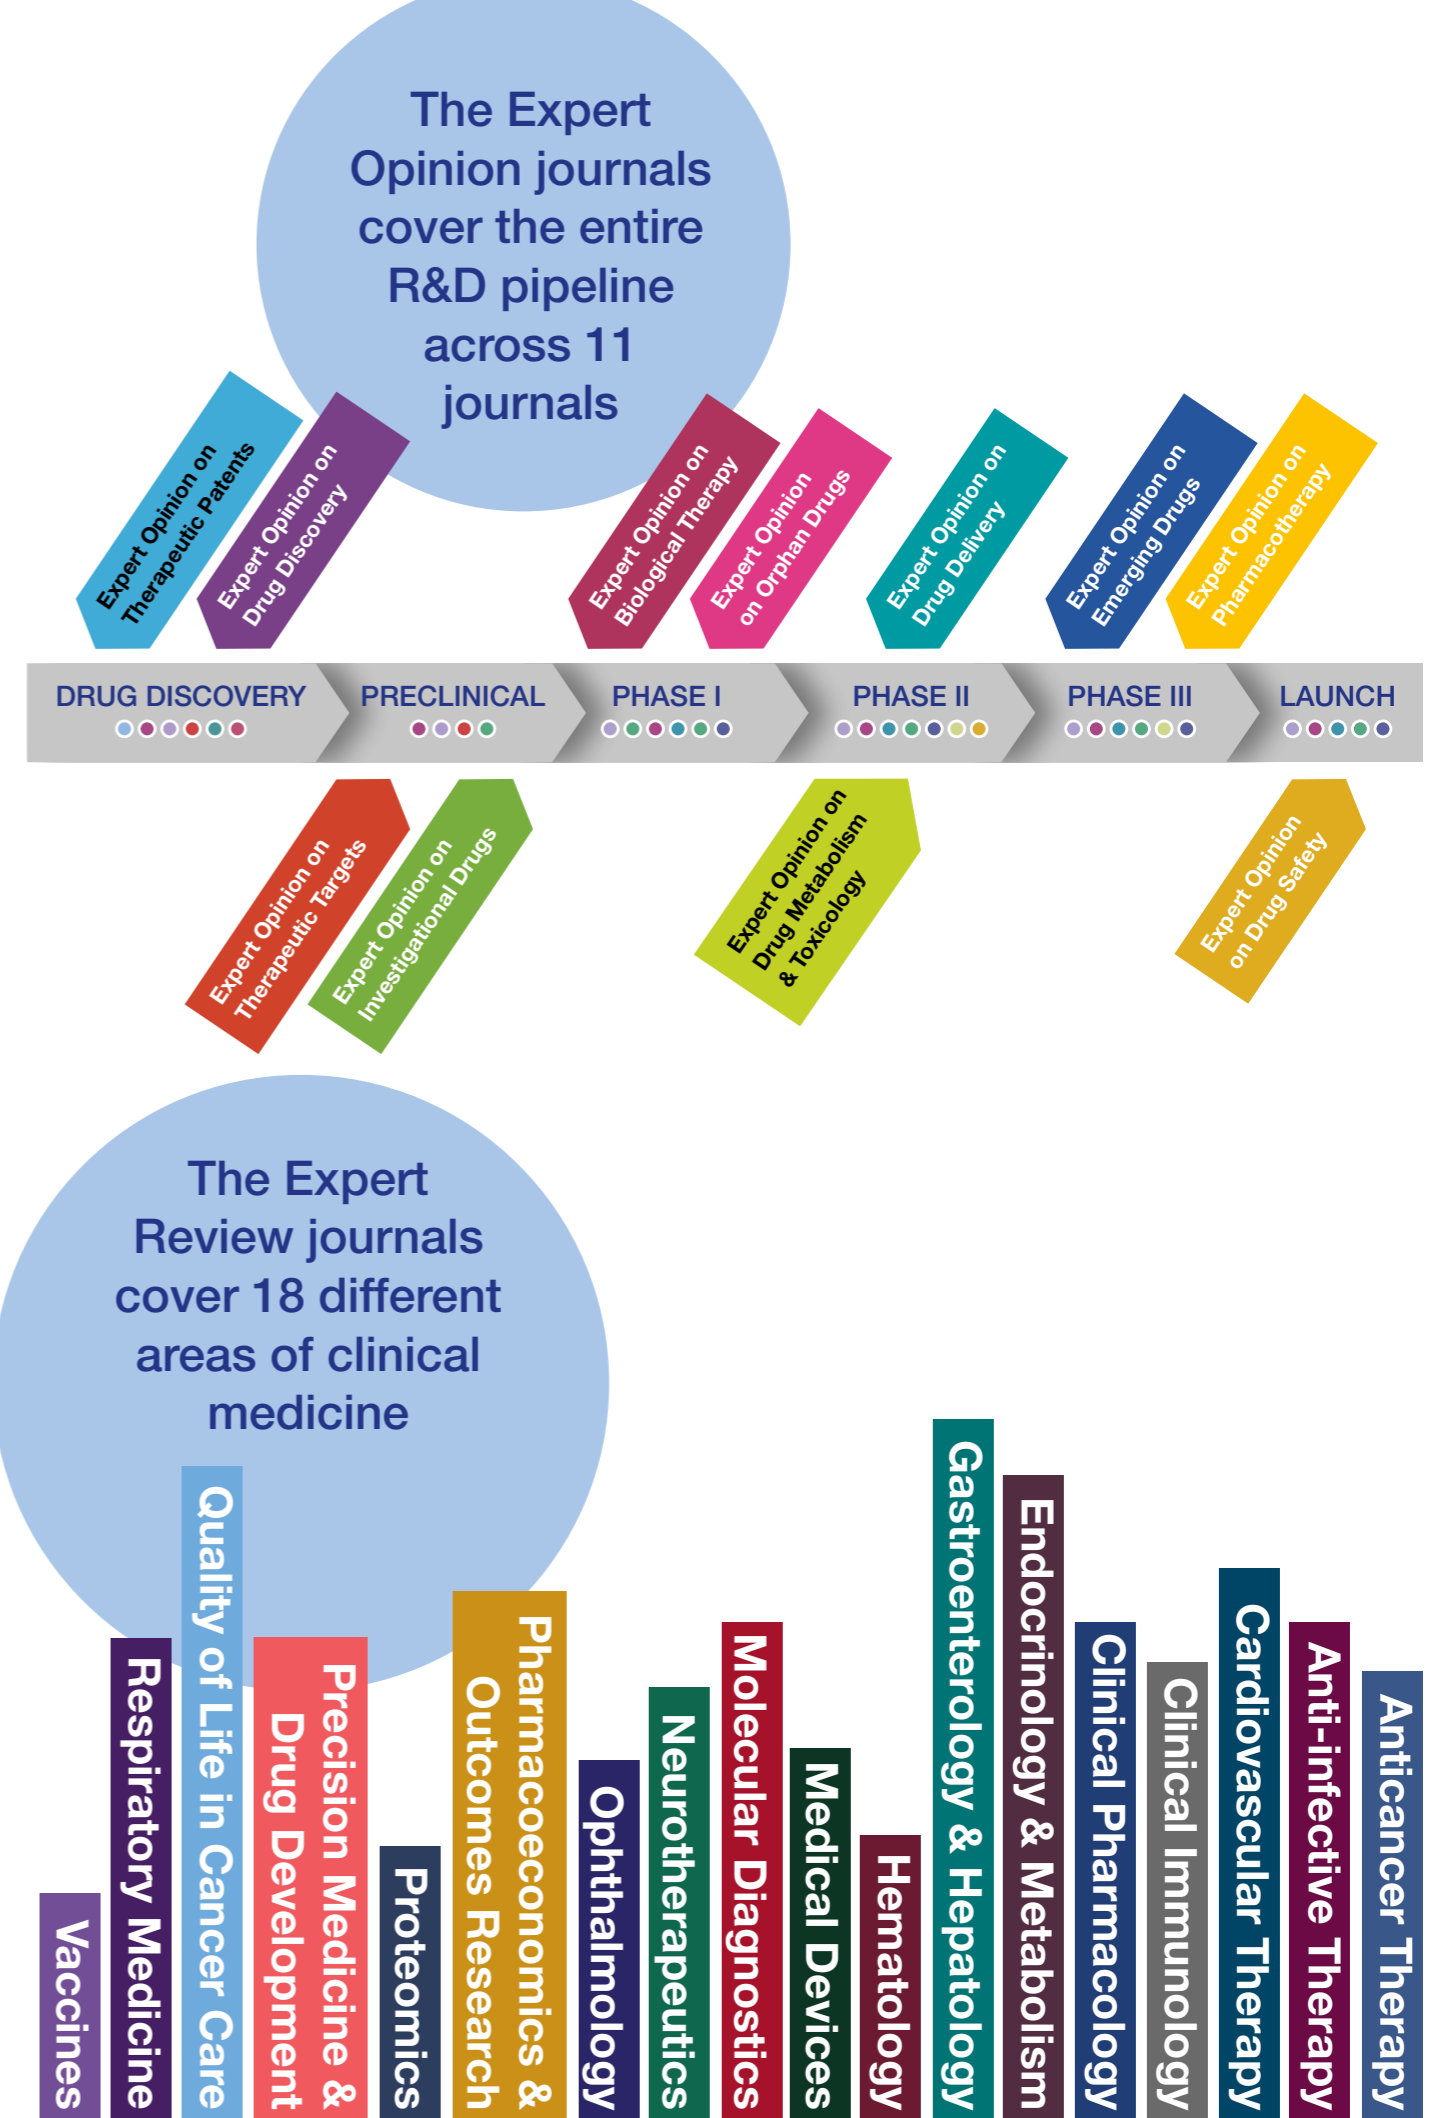 The Expert
Opinion journals
cover the entire
R&D pipeline
across 11
journals
Expert Opinion on
Therapeutic Patents
Expert Opinion on
Drug Discovery
Expert Opinion on
Biological Therapy
Expert Opinion
on Orphan Drugs
Expert Opinion on
Drug Delivery
Expert Opinion on
Emerging Drugs
Expert Opinion on
Pharmacotherapy
DRUG DISCOVERY
PRECLINICAL
PHASE I
PHASE II
PHASE III
LAUNCH
Expert Opinion on
Therapeutic Targets
Expert Opinion on
Investigational Drugs
Expert Opinion on
Drug Metabolism
& Toxicology
Expert Opinion
on Drug Safety
The Expert
Review journals
cover 18 different
areas of clinical
medicine
Vaccines
Respiratory Medicine
Quality of Life in Cancer Care
Precision Medicine &
Drug Development
Proteomics
Pharmacoeconomics &
Outcomes Research
Ophthalmology
Neurotherapeutics
Molecular Diagnostics
Medical Devices
Hematology
Gastroenterology & Hepatology
Endocrinology & Metabolism
Clinical Pharmacology
Clinical Immunology
Cardiovascular Therapy
Anti-infective Therapy
Anticancer Therapy